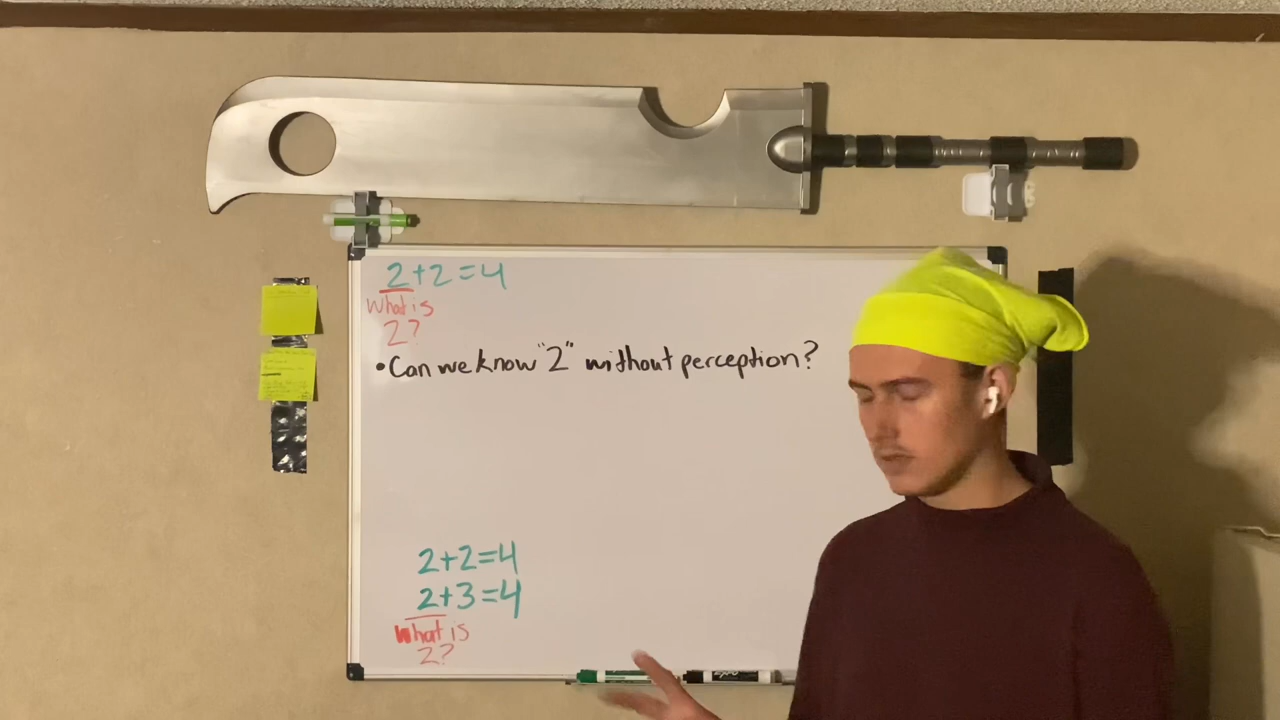 2+2=4
What is
2?
•Can we know "2" without perception?
2+2=4
2+3=4
What is
2?
EXPO